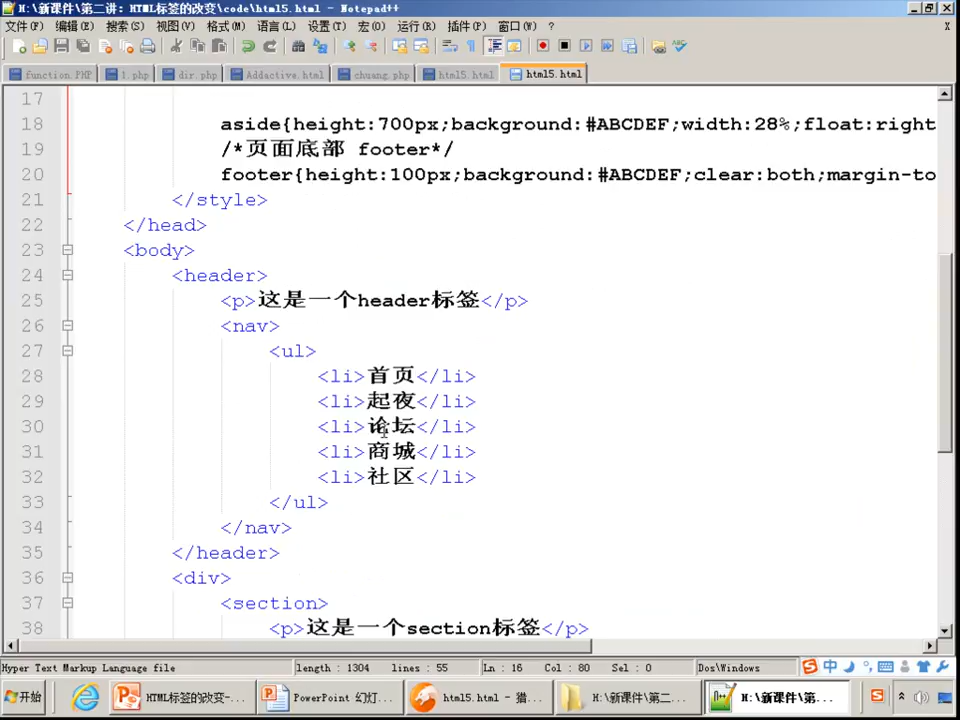 H:\新课件\第二讲：HTML标签的改变\code\html5.html - Notepad++
文件(F) 编辑(E) 搜索(S) 视图(V) 格式(M) 语言(L) 设置(T) 宏(O) 运行(R) 插件(P) 窗口(W) X
function.PHP 1.php dir.php Addactive.html chuang.php html5.html html5.html
17
18 aside{height:700px;background:#ABCDEF;width:28%;float:right
19 /*页面底部 footer*/
20 footer{height:100px;background:#ABCDEF;clear:both;margin-to
21 </style>
22 </head>
23 <body>
24 <header>
25 <p>这是一个header标签</p>
26 <nav>
27 <ul>
28 <li>首页</li>
29 <li>起夜</li>
30 <li>论坛</li>
31 <li>商城</li>
32 <li>社区</li>
33 </ul>
34 </nav>
35 </header>
36 <div>
37 <section>
38 <p>这是一个section标签</p>
Hyper Text Markup Language file length : 1304 lines : 55 Ln : 16 Col : 80 Sel : 0 Dos\Windows 中
开始 HTML标签的改变-... PowerPoint 幻灯... html5.html - 猎... H:\新课件\第二... H:\新课件\第...